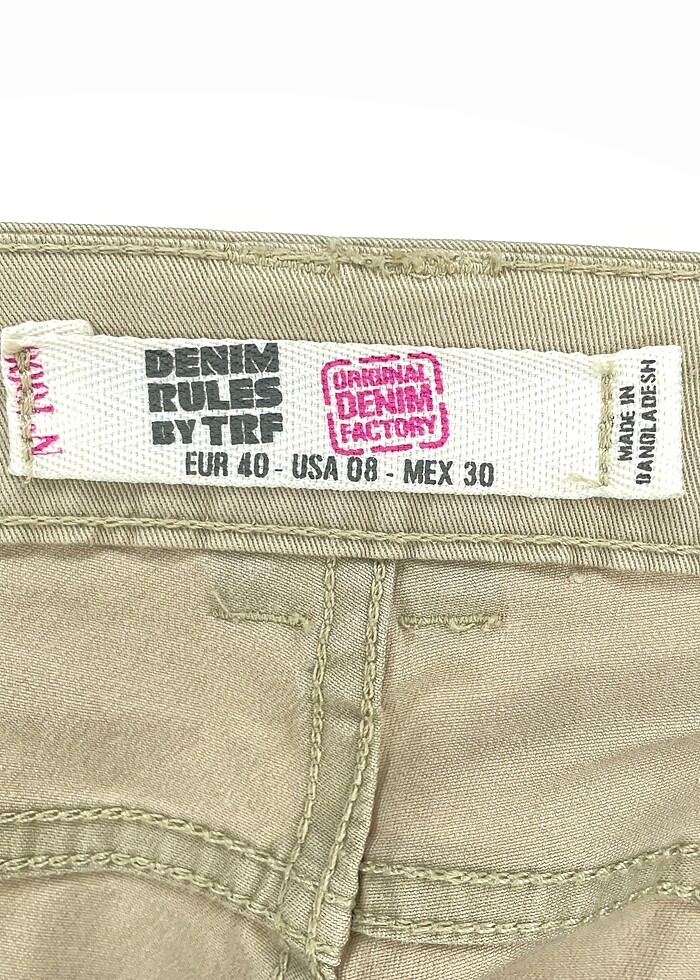 DENIM
RULES
BY TRF
ORIGINAL
DENIM
FACTORY
EUR 40 - USA 08 - MEX 30
MADE IN
BANGLADESH